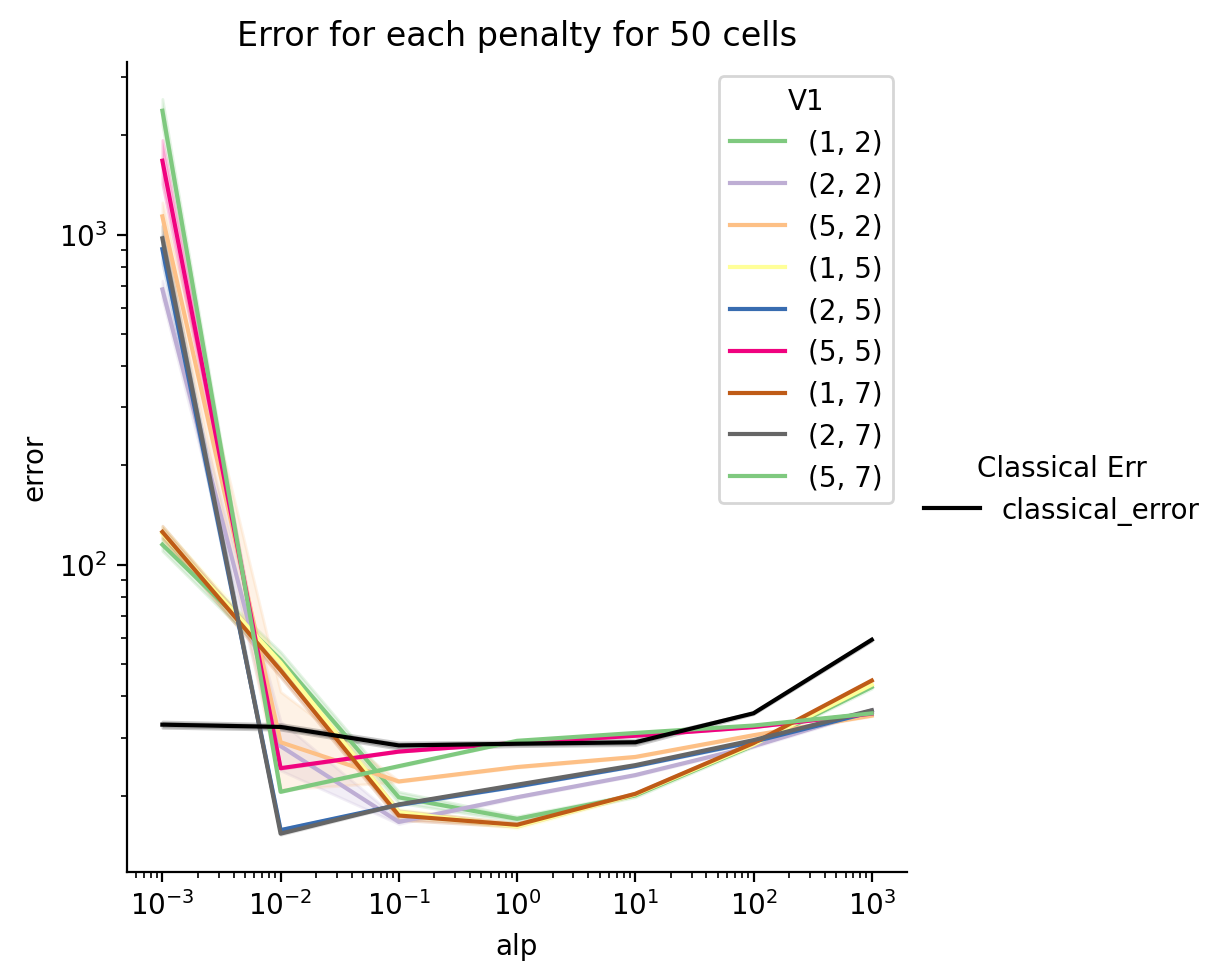 Error for each penalty for 50 cells
V1
(1, 2)
(2, 2)
(5, 2)
(1, 5)
(2, 5)
(5, 5)
(1, 7)
(2, 7)
(5, 7)
Classical Err
classical_error
error
10³
10²
10⁻³ 10⁻² 10⁻¹ 10⁰ 10¹ 10² 10³
alp